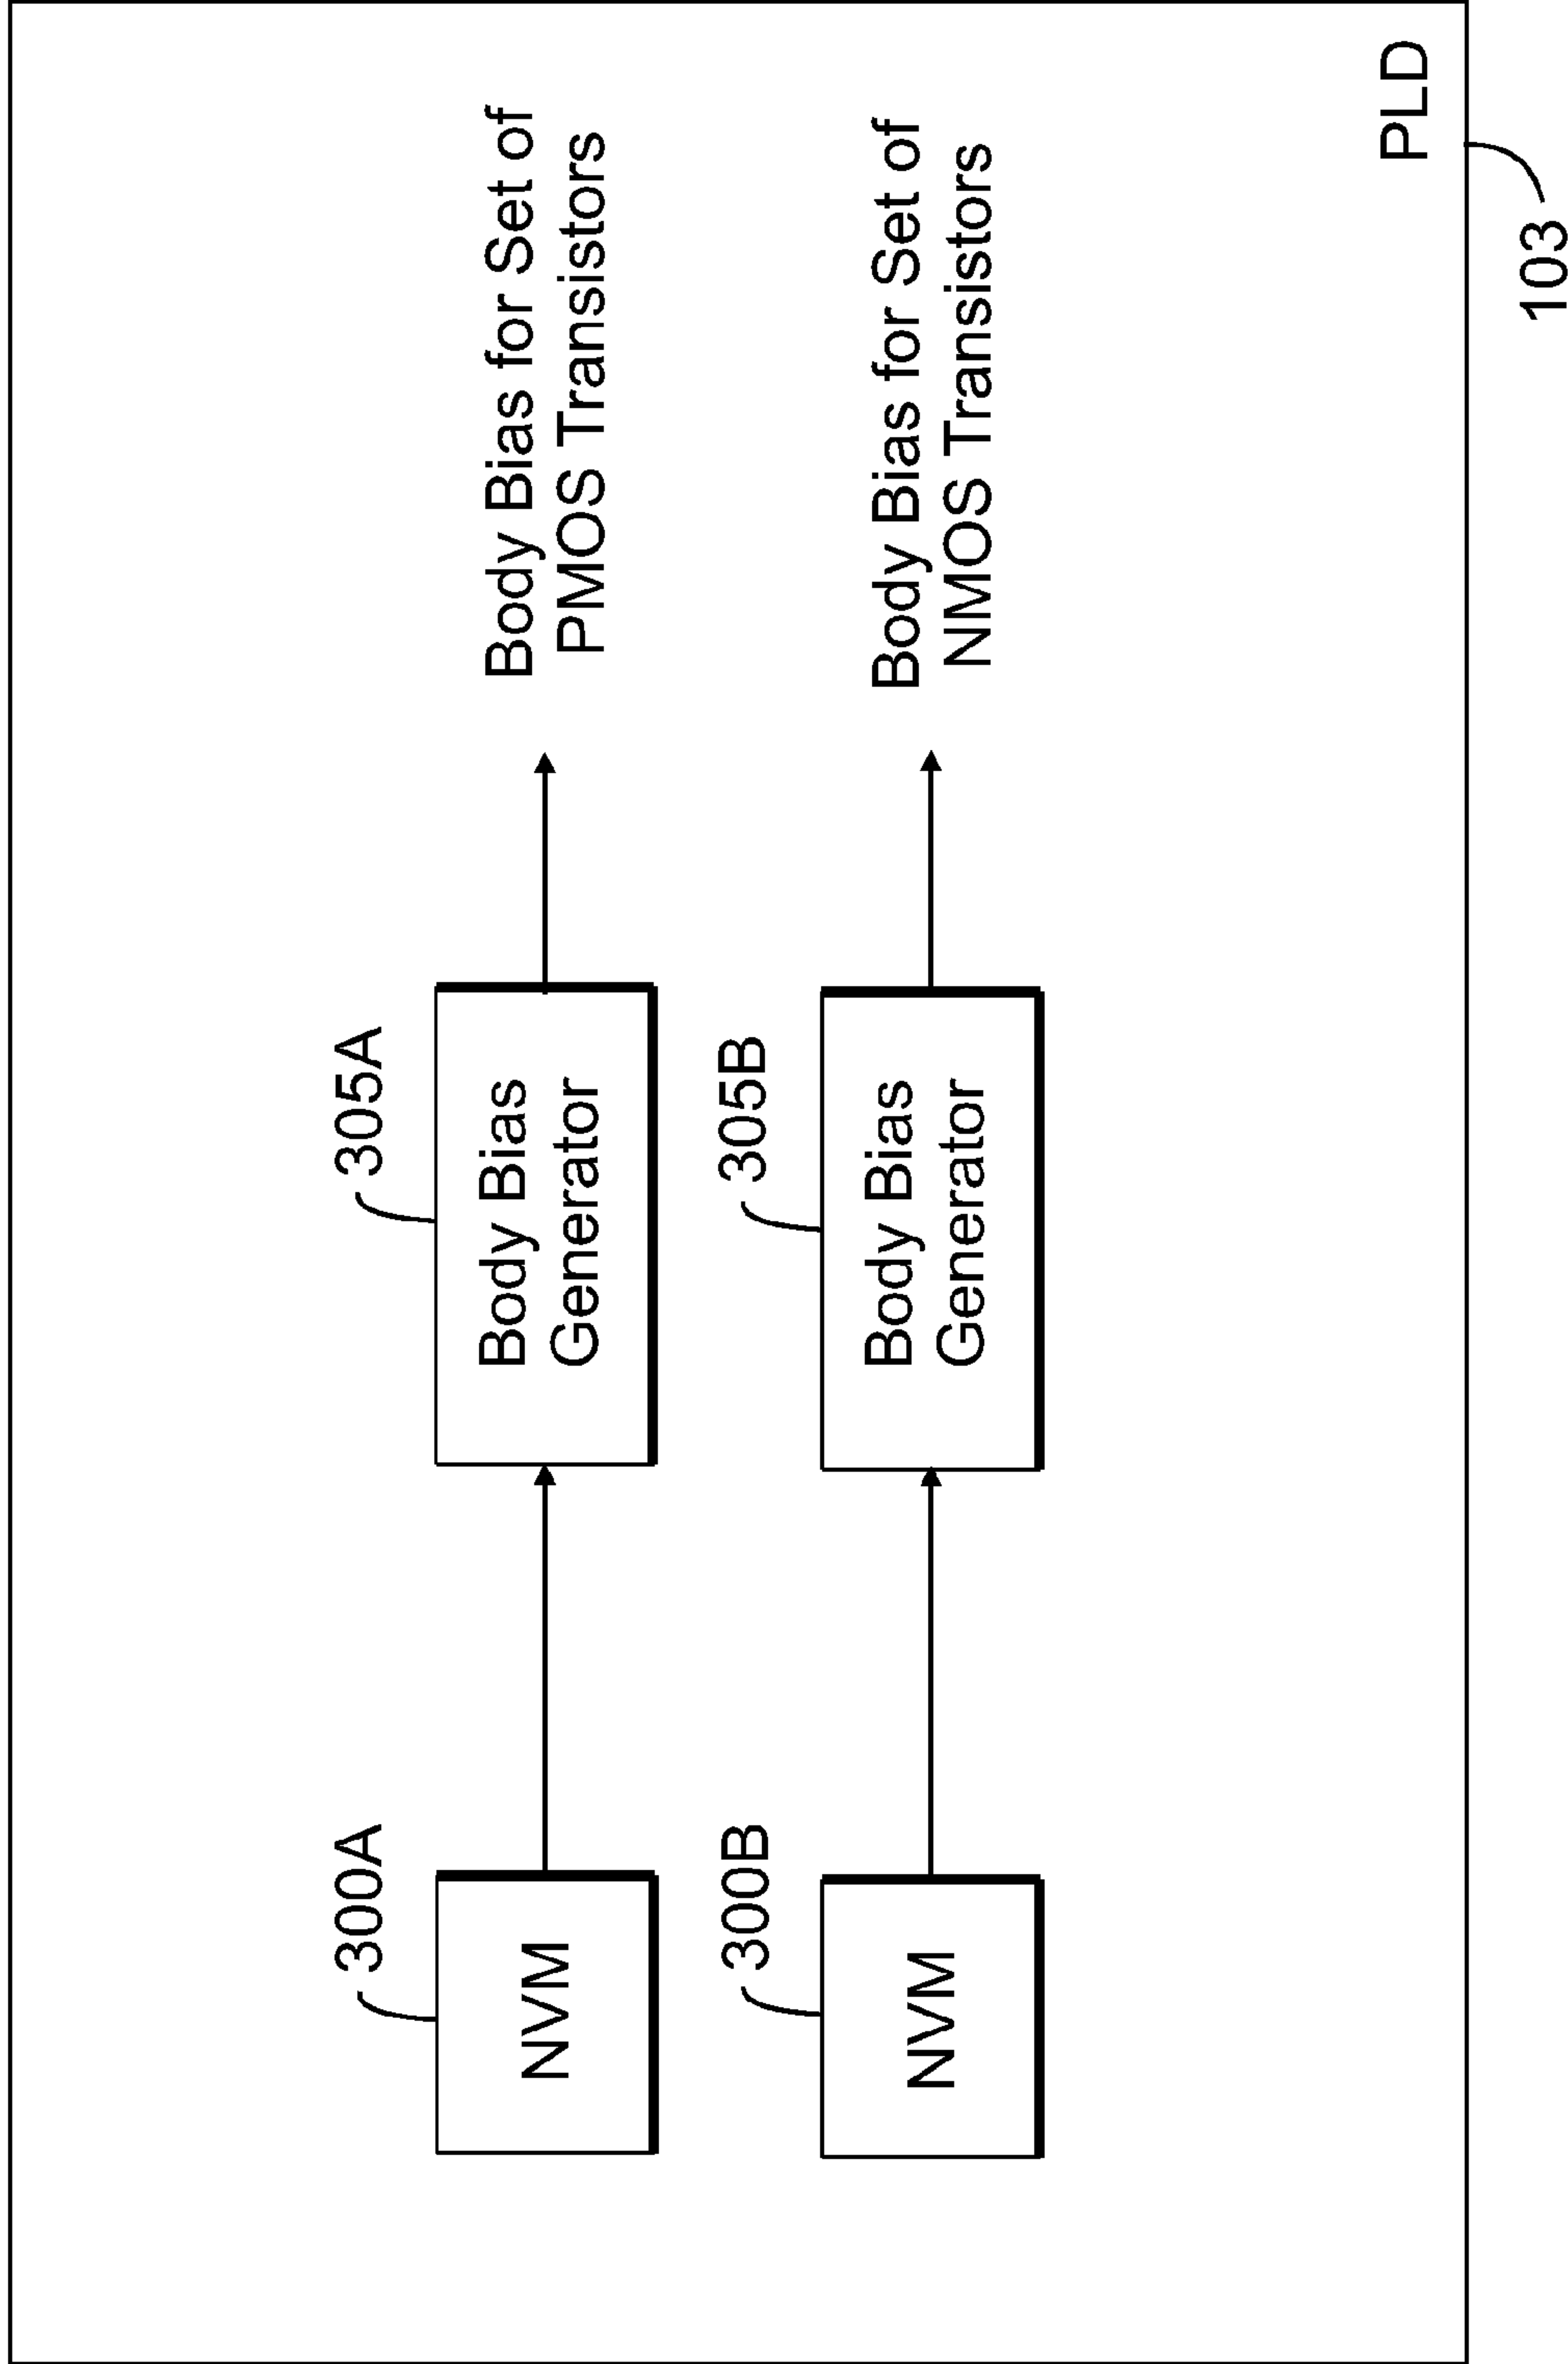 300A
NVM
305A
Body Bias
Generator
Body Bias for Set of
PMOS Transistors
300B
NVM
305B
Body Bias
Generator
Body Bias for Set of
NMOS Transistors
PLD
103